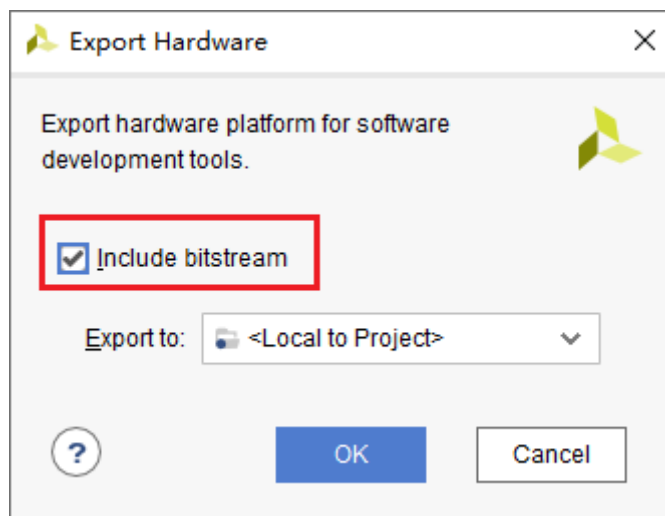 Export Hardware
Export hardware platform for software
development tools.
Include bitstream
Export to: <Local to Project>
? OK Cancel